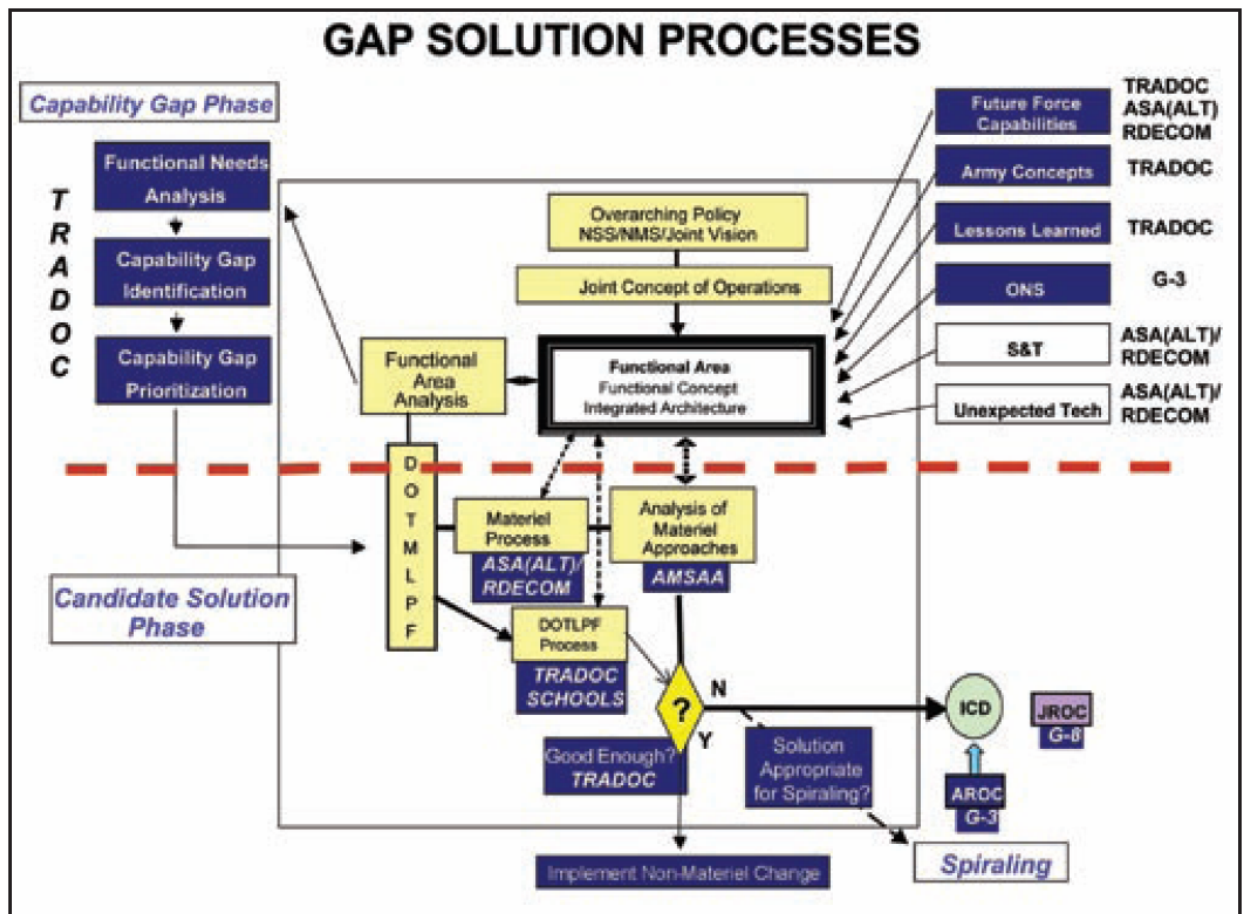 GAP SOLUTION PROCESSES
Capability Gap Phase
TRADOC
Functional Needs
Analysis
Capability Gap
Identification
Capability Gap
Prioritization
Overarching Policy
NSS/NMS/Joint Vision
Joint Concept of Operations
Functional Area
Functional Concept
Integrated Architecture
Functional
Area
Analysis
Future Force
Capabilities
TRADOC
ASA(ALT)
RDECOM
Army Concepts
TRADOC
Lessons Learned
TRADOC
ONS
G-3
S&T
ASA(ALT)/
RDECOM
Unexpected Tech
ASA(ALT)/
RDECOM
DOTMLPF
Materiel
Process
ASA(ALT)/
RDECOM
Analysis of
Materiel
Approaches
AMSAA
Candidate Solution
Phase
DOTLPF
Process
TRADOC
SCHOOLS
?
N
Y
Good Enough?
TRADOC
Solution
Appropriate
for Spiraling?
ICD
JROC
G-8
AROC
G-3
Spiraling
Implement Non-Materiel Change